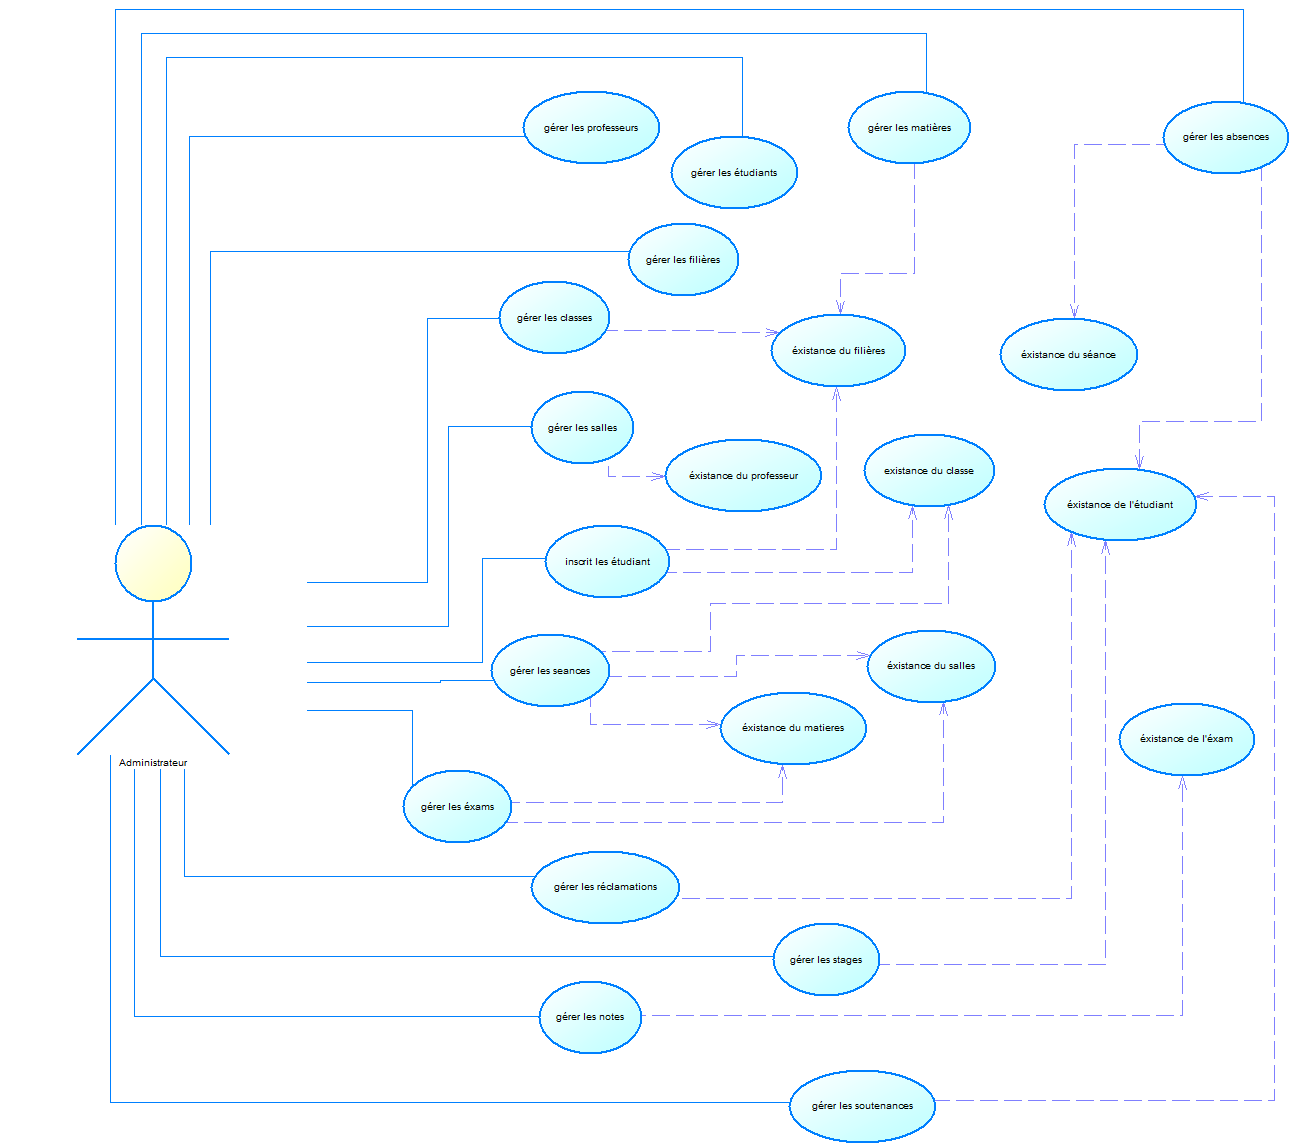 gérer les professeurs
gérer les matières
gérer les absences
gérer les étudiants
gérer les filières
gérer les classes
éxistance du filières
éxistance du séance
gérer les salles
existance du classe
éxistance du professeur
éxistance de l'étudiant
inscrit les étudiant
éxistance du salles
gérer les seances
éxistance du matieres
éxistance de l'éxam
Administrateur
gérer les éxams
gérer les réclamations
gérer les stages
gérer les notes
gérer les soutenances